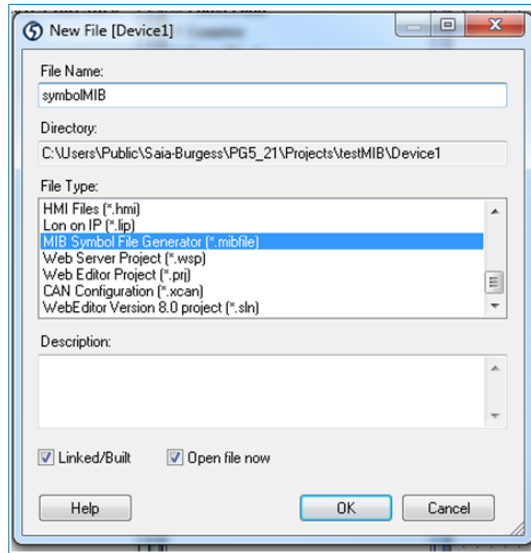 New File [Device1]
File Name:
symbolMIB
Directory:
C:\Users\Public\Saia-Burgess\PG5_21\Projects\testMIB\Device1
File Type:
HMI Files (*.hmi)
Lon on IP (*.lip)
MIB Symbol File Generator (*.mibfile)
Web Server Project (*.wsp)
Web Editor Project (*.prj)
CAN Configuration (*.xcan)
WebEditor Version 8.0 project (*.sln)
Description:
Linked/Built
Open file now
Help
OK
Cancel